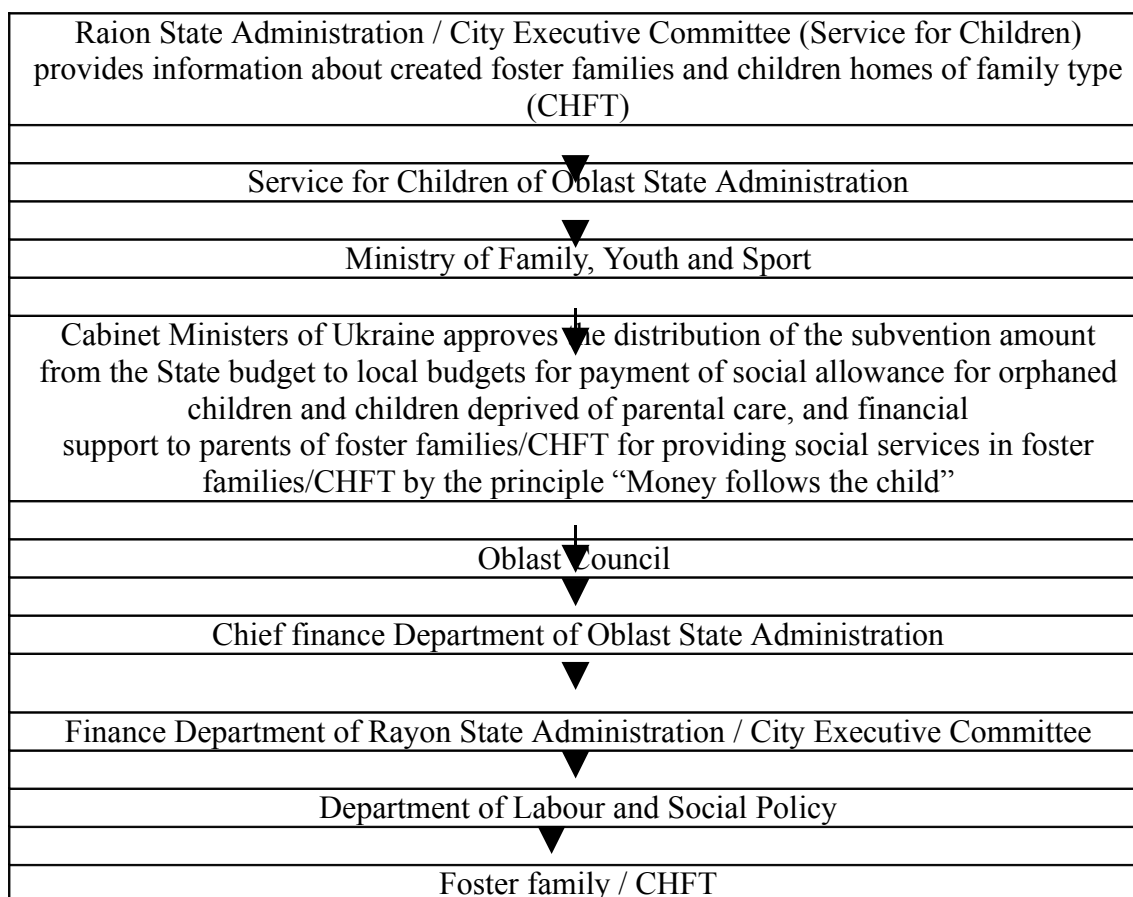 Raion State Administration / City Executive Committee (Service for Children)
provides information about created foster families and children homes of family type
(CHFT)
Service for Children of Oblast State Administration
Ministry of Family, Youth and Sport
Cabinet Ministers of Ukraine approves the distribution of the subvention amount
from the State budget to local budgets for payment of social allowance for orphaned
children and children deprived of parental care, and financial
support to parents of foster families/CHFT for providing social services in foster
families/CHFT by the principle “Money follows the child”
Oblast Council
Chief finance Department of Oblast State Administration
Finance Department of Rayon State Administration / City Executive Committee
Department of Labour and Social Policy
Foster family / CHFT